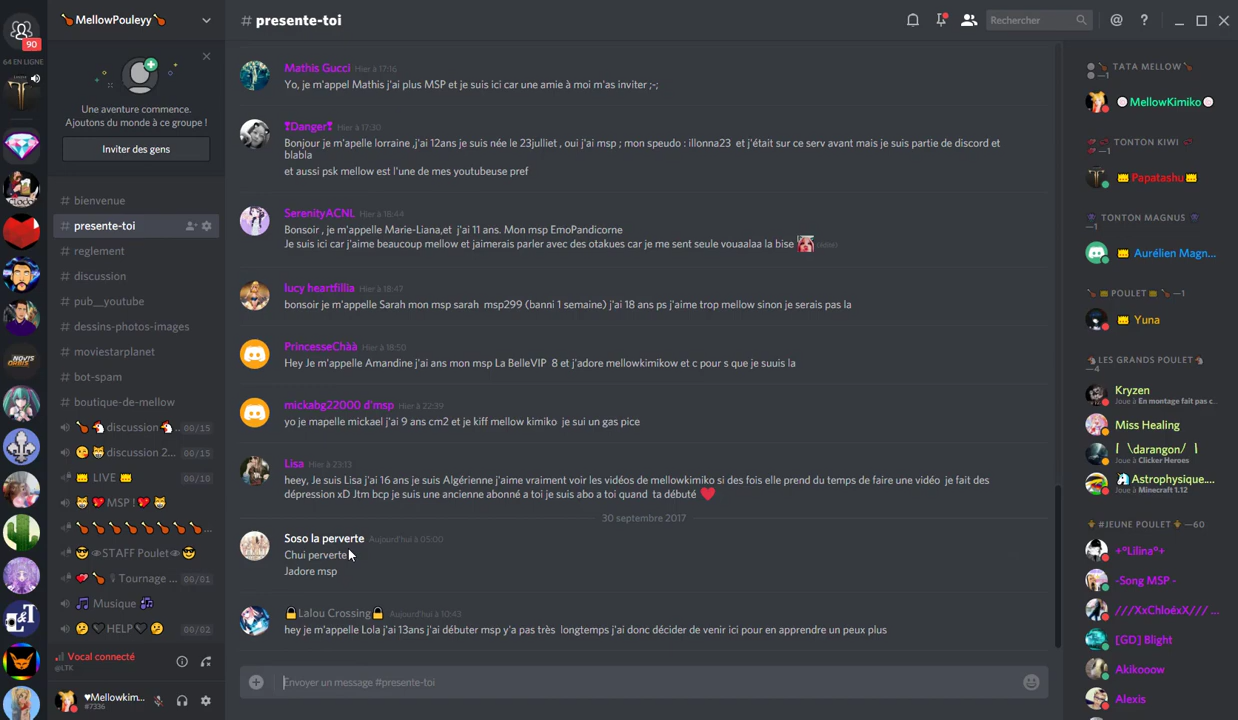 MellowPouleyy
# presente-toi
Rechercher
90
64 EN LIGNE
Une aventure commence.
Ajoutons du monde à ce groupe !
Inviter des gens
# bienvenue
# presente-toi
# reglement
# discussion
# pub__youtube
# dessins-photos-images
# moviestarplanet
# bot-spam
# boutique-de-mellow
discussion .. 00/15
discussion 2... 00/15
LIVE 00/10
MSP !
...
STAFF Poulet
Tournage ... 00/01
Musique
HELP 00/02
Vocal connecté
@LTK
♥Mellowkim...
#7336
Mathis Gucci Hier à 17:16
Yo, je m'appel Mathis j'ai plus MSP et je suis ici car une amie à moi m'as inviter ;-;
❢Danger❢ Hier à 17:30
Bonjour je m'apelle lorraine ,j'ai 12ans je suis née le 23julliet , oui j'ai msp ; mon speudo : illonna23 et j'était sur ce serv avant mais je suis partie de discord et
blabla
et aussi psk mellow est l'une de mes youtubeuse pref
SerenityACNL Hier à 18:44
Bonsoir , je m'appelle Marie-Liana,et j'ai 11 ans. Mon msp EmoPandicorne
Je suis ici car j'aime beaucoup mellow et jaimerais parler avec des otakues car je me sent seule vouaalaa la bise (édité)
lucy heartfillia Hier à 18:47
bonsoir je m'appelle Sarah mon msp sarah msp299 (banni 1 semaine) j'ai 18 ans ps j'aime trop mellow sinon je serais pas la
PrincesseChàà Hier à 18:50
Hey Je m'appelle Amandine j'ai ans mon msp La BelleVIP 8 et j'adore mellowkimikow et c pour s que je suuis la
mickabg22000 d'msp Hier à 22:39
yo je mapelle mickael j'ai 9 ans cm2 et je kiff mellow kimiko je sui un gas pice
Lisa Hier à 23:13
heey, Je suis Lisa j'ai 16 ans je suis Algérienne j'aime vraiment voir les vidéos de mellowkimiko si des fois elle prend du temps de faire une vidéo je fait des
dépression xD Jtm bcp je suis une ancienne abonné a toi je suis abo a toi quand ta débuté
30 septembre 2017
Soso la perverte Aujourd'hui à 05:00
Chui perverte
Jadore msp
Lalou Crossing Aujourd'hui à 10:43
hey je m'appelle Lola j'ai 13ans j'ai débuter msp y'a pas très longtemps j'ai donc décider de venir ici pour en apprendre un peux plus
Envoyer un message #presente-toi
TATA MELLOW
—1
MellowKimiko
TONTON KIWI
—1
Papatashu
TONTON MAGNUS
—1
Aurélien Magn...
POULET —1
Yuna
LES GRANDS POULET
—4
Kryzen
Joue à En montage fait pas c...
Miss Healing
⌈ \darangon/ ⌉
Joue à Clicker Heroes
Astrophysique....
Joue à Minecraft 1.12
#JEUNE POULET —60
+°Lilina°+
-Song MSP -
///XxChloéxX/// ...
[GD] Blight
Akikooow
Alexis